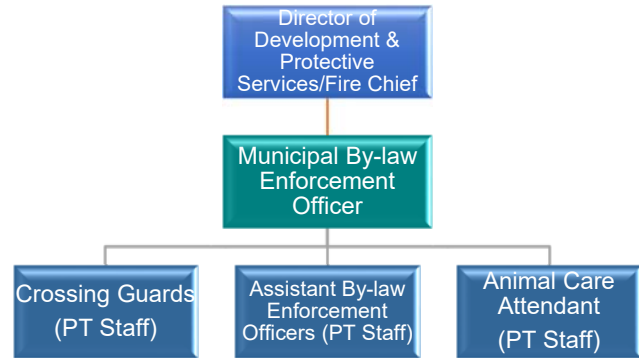 Director of
Development &
Protective
Services/Fire Chief
Municipal By-law
Enforcement
Officer
Crossing Guards
(PT Staff)
Assistant By-law
Enforcement
Officers (PT Staff)
Animal Care
Attendant
(PT Staff)